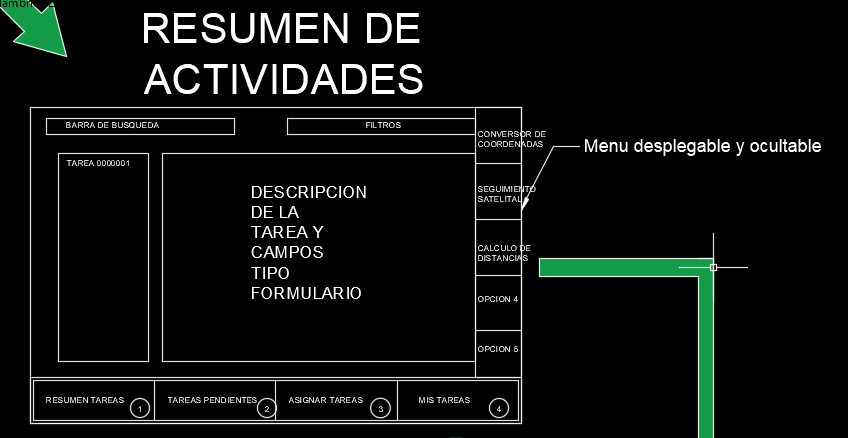 lambri
RESUMEN DE
ACTIVIDADES
BARRA DE BUSQUEDA
FILTROS
CONVERSOR DE
COORDENADAS
Menu desplegable y ocultable
TAREA 0000001
DESCRIPCION
DE LA
TAREA Y
CAMPOS
TIPO
FORMULARIO
SEGUIMIENTO
SATELITAL
CALCULO DE
DISTANCIAS
OPCION 4
OPCION 5
RESUMEN TAREAS 1
TAREAS PENDIENTES 2
ASIGNAR TAREAS 3
MIS TAREAS 4